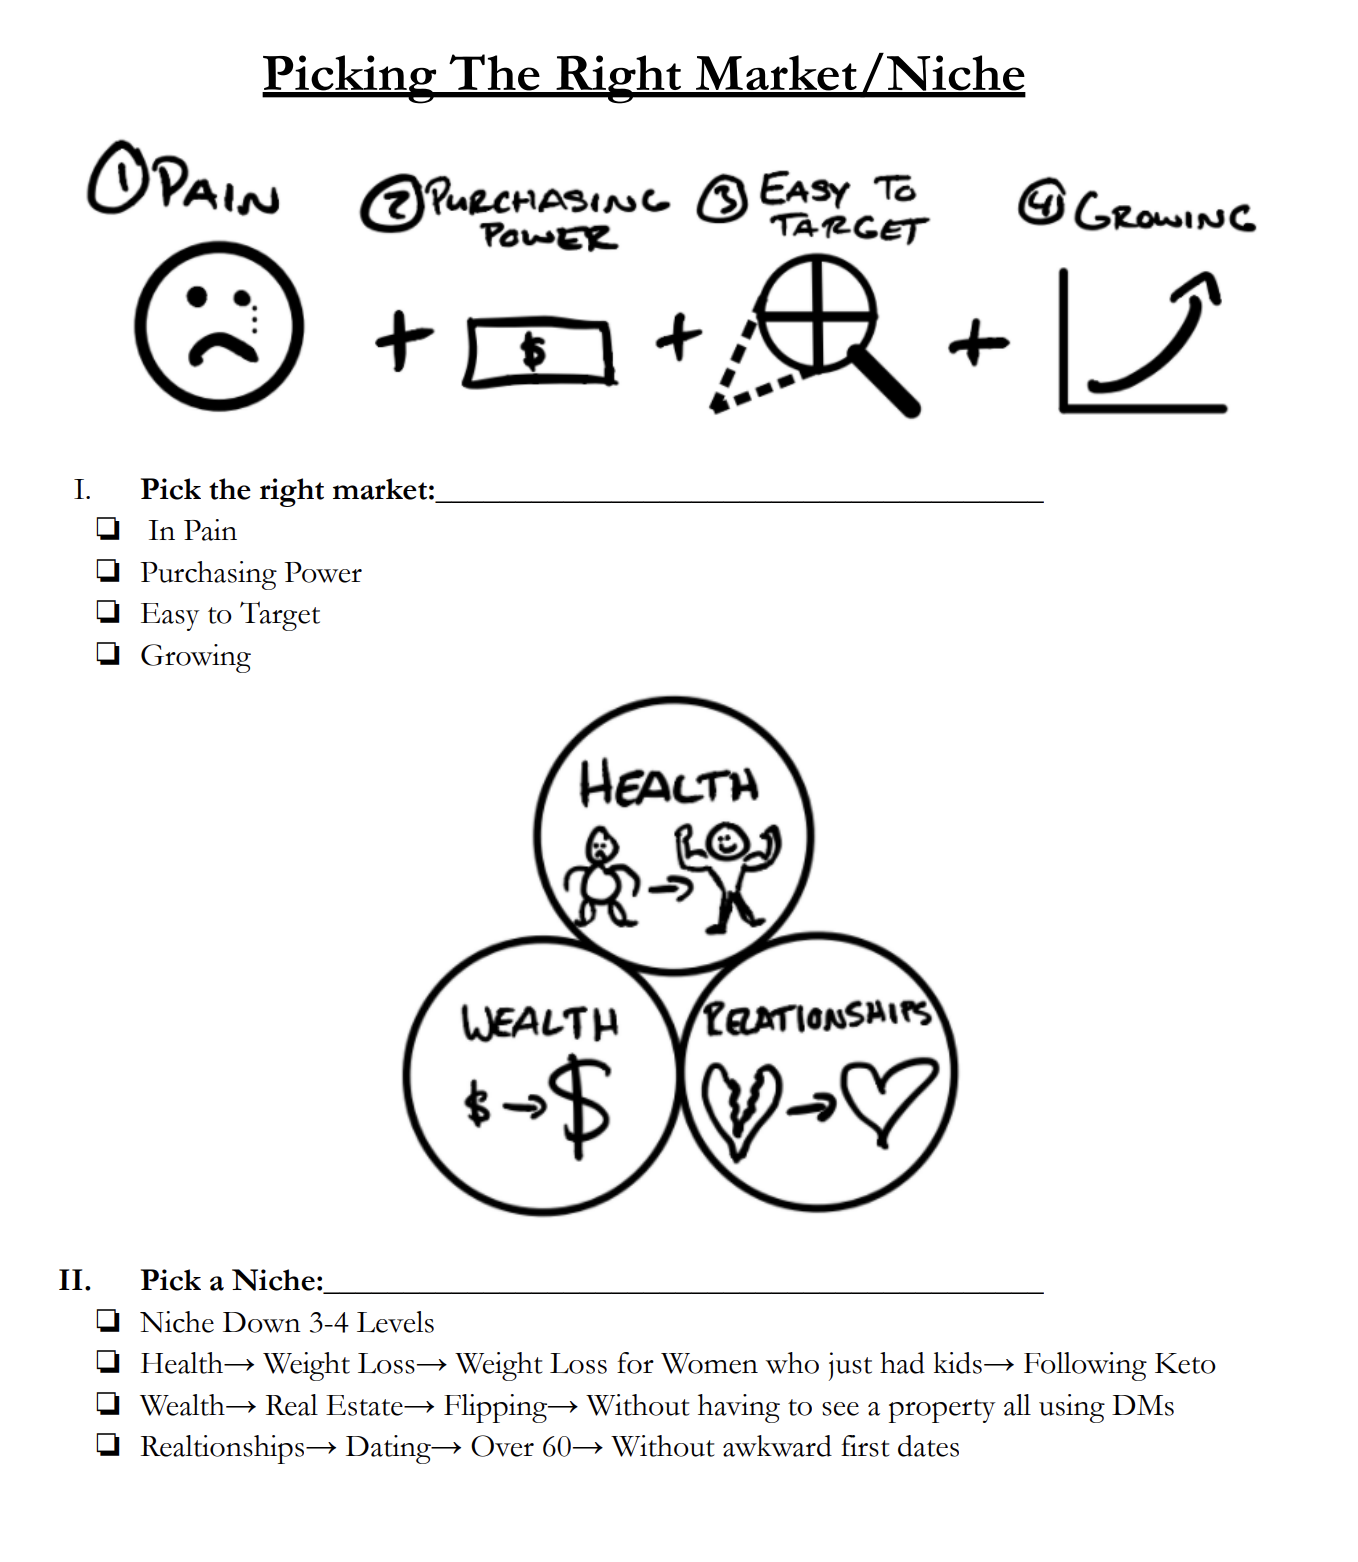 Picking The Right Market/Niche
① PAIN
② PURCHASING
POWER
③ EASY TO
TARGET
④ GROWING
+ $ + +
I. Pick the right market:
❏ In Pain
❏ Purchasing Power
❏ Easy to Target
❏ Growing
HEALTH
→
WEALTH
$ → $
RELATIONSHIPS
→
II. Pick a Niche:
❏ Niche Down 3-4 Levels
❏ Health→ Weight Loss→ Weight Loss for Women who just had kids→ Following Keto
❏ Wealth→ Real Estate→ Flipping→ Without having to see a property all using DMs
❏ Realtionships→ Dating→ Over 60→ Without awkward first dates